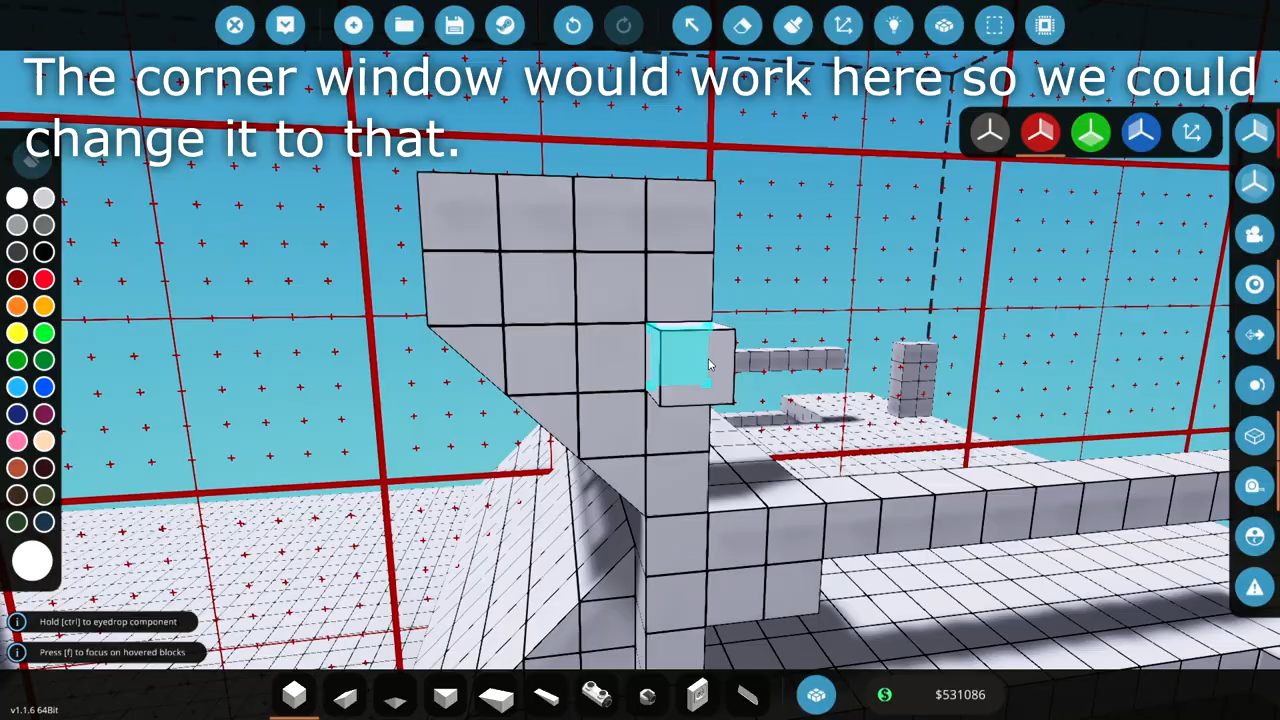 The corner window would work here so we could
change it to that.
Hold [ctrl] to eyedrop component
Press [f] to focus on hovered blocks
$531086
v1.1.6 64Bit